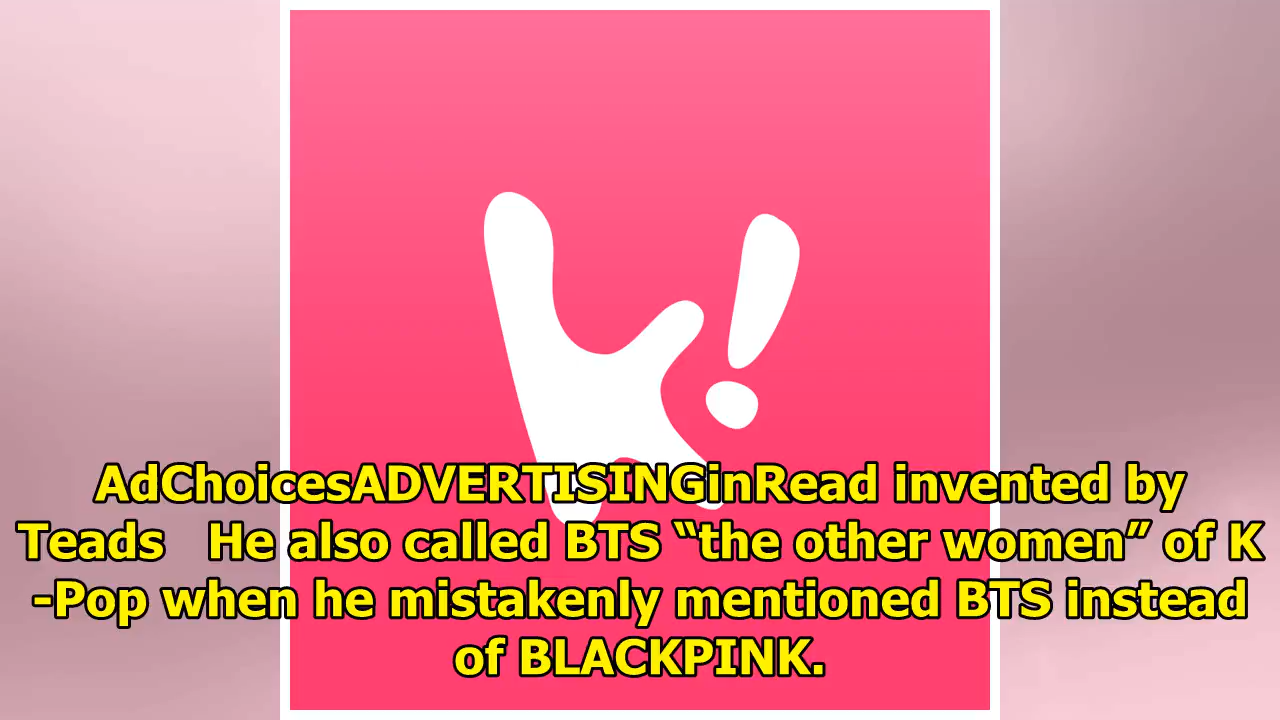 k!
AdChoicesADVERTISINGinRead invented by
Teads   He also called BTS “the other women” of K
-Pop when he mistakenly mentioned BTS instead
of BLACKPINK.